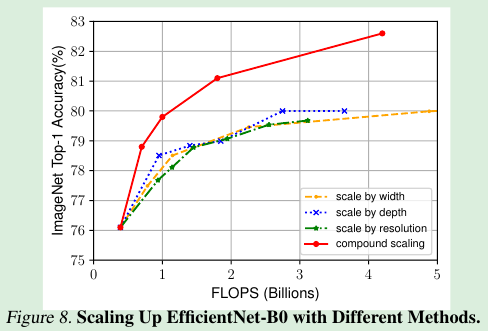 83
82
81
80
79
78
77
76
75
ImageNet Top-1 Accuracy(%)
scale by width
scale by depth
scale by resolution
compound scaling
0 1 2 3 4 5
FLOPS (Billions)
Figure 8. Scaling Up EfficientNet-B0 with Different Methods.